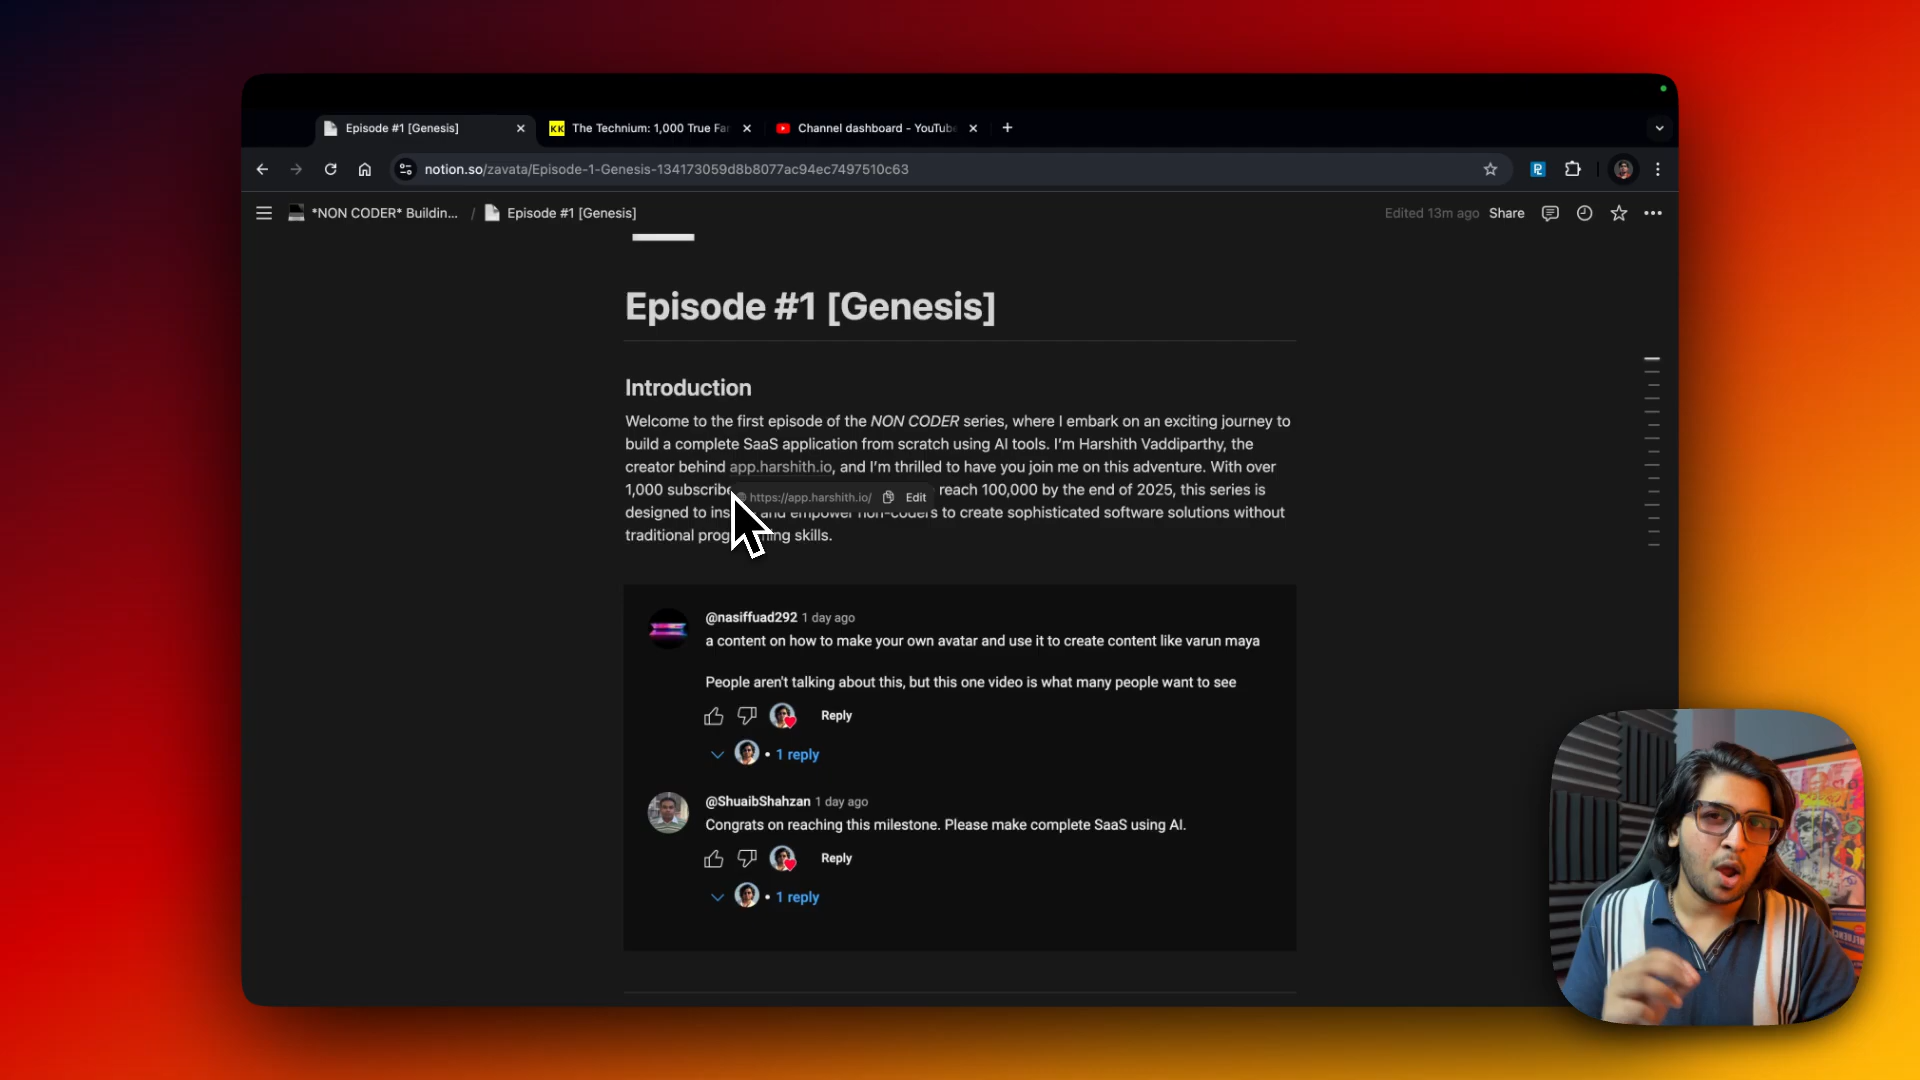 Episode #1 [Genesis]
KK The Technium: 1,000 True Fa
Channel dashboard - YouTube
notion.so/zavata/Episode-1-Genesis-134173059d8b8077ac94ec7497510c63
*NON CODER* Buildin... / Episode #1 [Genesis]
Edited 13m ago Share
Episode #1 [Genesis]
Introduction
Welcome to the first episode of the NON CODER series, where I embark on an exciting journey to
build a complete SaaS application from scratch using AI tools. I'm Harshith Vaddiparthy, the
creator behind app.harshith.io, and I'm thrilled to have you join me on this adventure. With over
1,000 reach 100,000 by the end of 2025, this series is
https://app.harshith.io/ Edit
designed to and empower non-coders to create sophisticated software solutions without
traditional skills.
@nasiffuad292 1 day ago
a content on how to make your own avatar and use it to create content like varun maya
People aren't talking about this, but this one video is what many people want to see
Reply
• 1 reply
@ShuaibShahzan 1 day ago
Congrats on reaching this milestone. Please make complete SaaS using AI.
Reply
• 1 reply